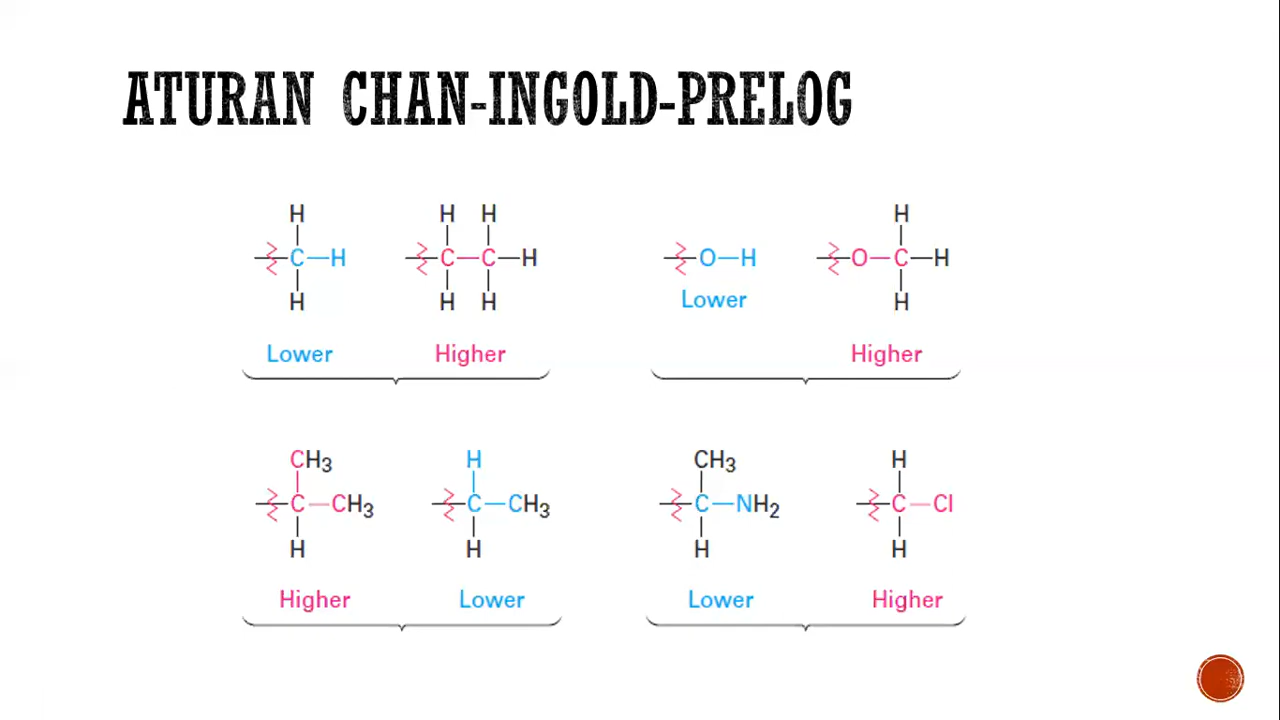 ATURAN CHAN-INGOLD-PRELOG
H H H H
C—H C—C—H O—H O—C—H
H H H Lower H
Lower Higher Higher
CH3 H CH3 H
C—CH3 C—CH3 C—NH2 C—Cl
H H H H
Higher Lower Lower Higher